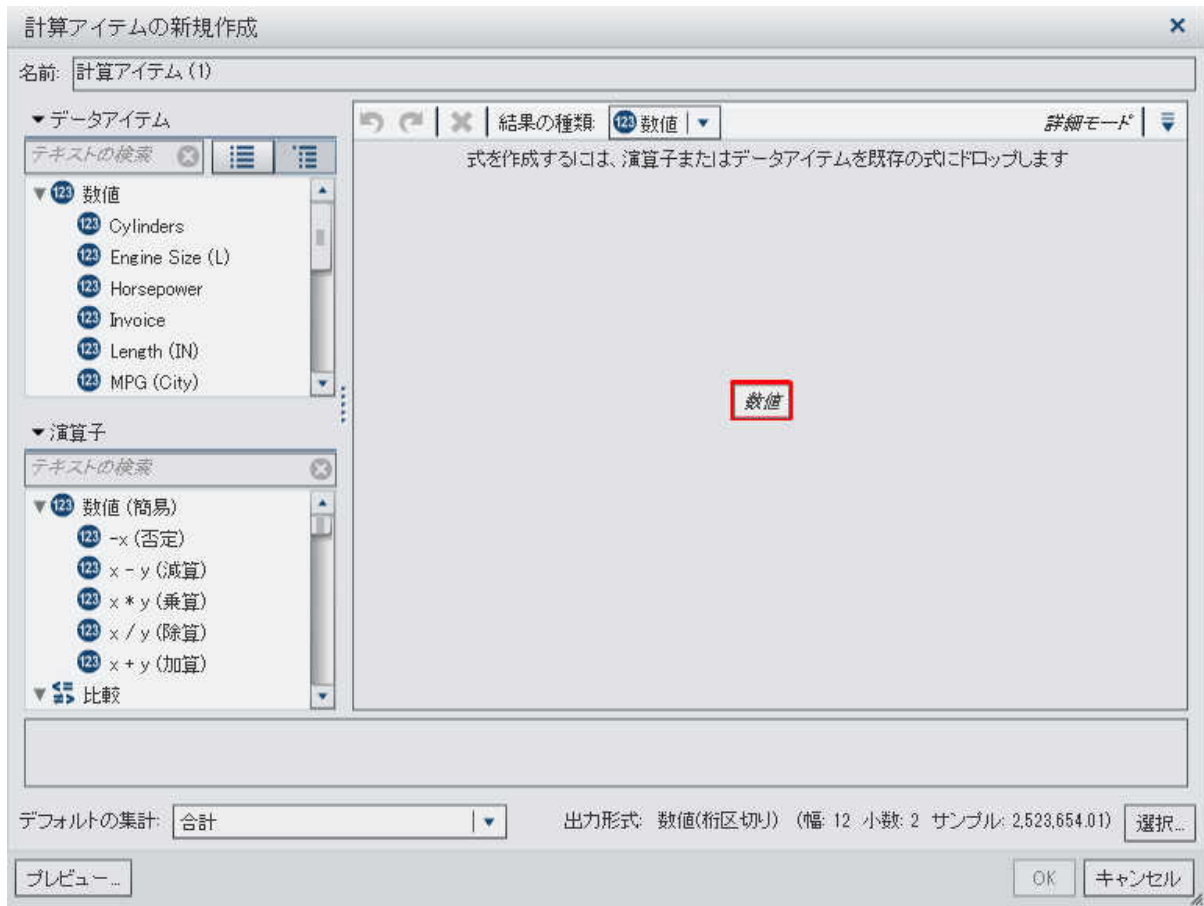 計算アイテムの新規作成
名前: 計算アイテム (1)
データアイテム
テキストの検索
数値
Cylinders
Engine Size (L)
Horsepower
Invoice
Length (IN)
MPG (City)
演算子
テキストの検索
数値 (簡易)
-x (否定)
x - y (減算)
x * y (乗算)
x / y (除算)
x + y (加算)
比較
結果の種類: 数値 詳細モード
式を作成するには、演算子またはデータアイテムを既存の式にドロップします
数値
デフォルトの集計: 合計 出力形式: 数値(桁区切り) (幅: 12 小数: 2 サンプル: 2,523,654.01) 選択...
プレビュー... OK キャンセル